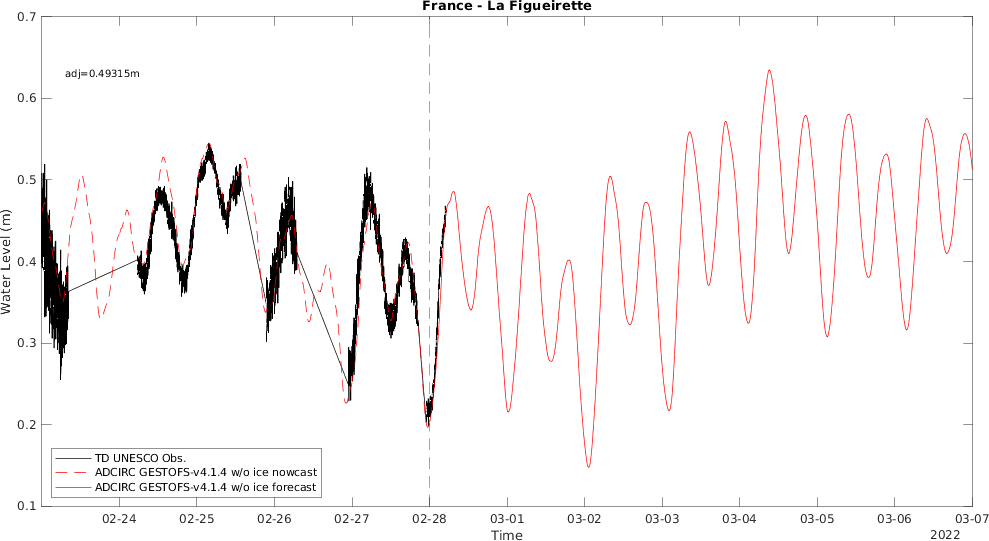 France - La Figueirette
0.7
adj=0.49315m
0.6
0.5
0.4
0.3
0.2
0.1
Water Level (m)
TD UNESCO Obs.
ADCIRC GESTOFS-v4.1.4 w/o ice nowcast
ADCIRC GESTOFS-v4.1.4 w/o ice forecast
02-24 02-25 02-26 02-27 02-28 03-01 03-02 03-03 03-04 03-05 03-06 03-07
Time
2022